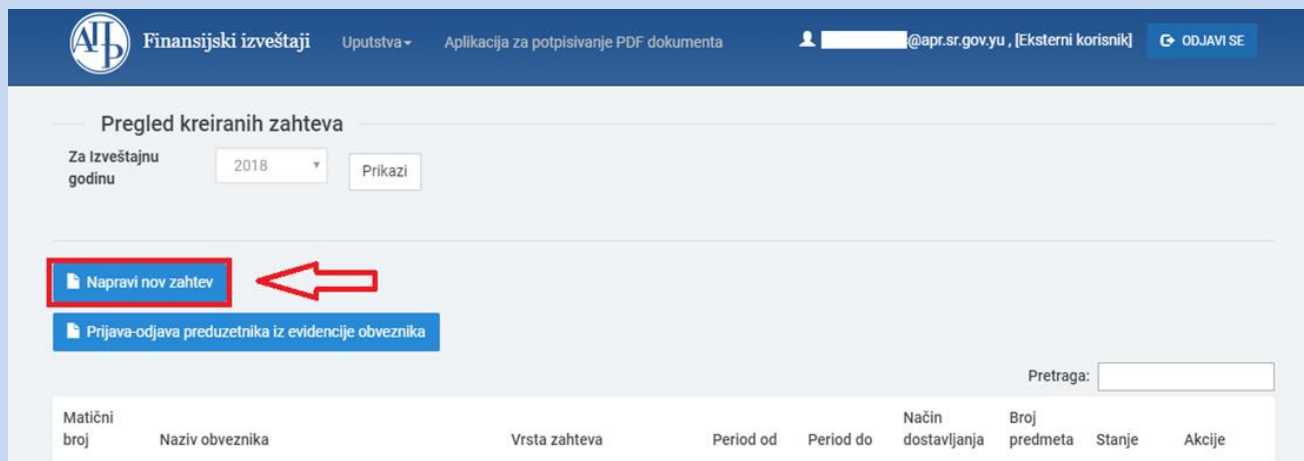 АПР Finansijski izveštaji Uputstva Aplikacija za potpisivanje PDF dokumenta @apr.sr.gov.yu , [Eksterni korisnik] ODJAVI SE
Pregled kreiranih zahteva
Za Izveštajnu
godinu
2018 Prikazi
Napravi nov zahtev
Prijava-odjava preduzetnika iz evidencije obveznika
Pretraga:
Matični
broj
Naziv obveznika
Vrsta zahteva
Period od
Period do
Način
dostavljanja
Broj
predmeta
Stanje
Akcije